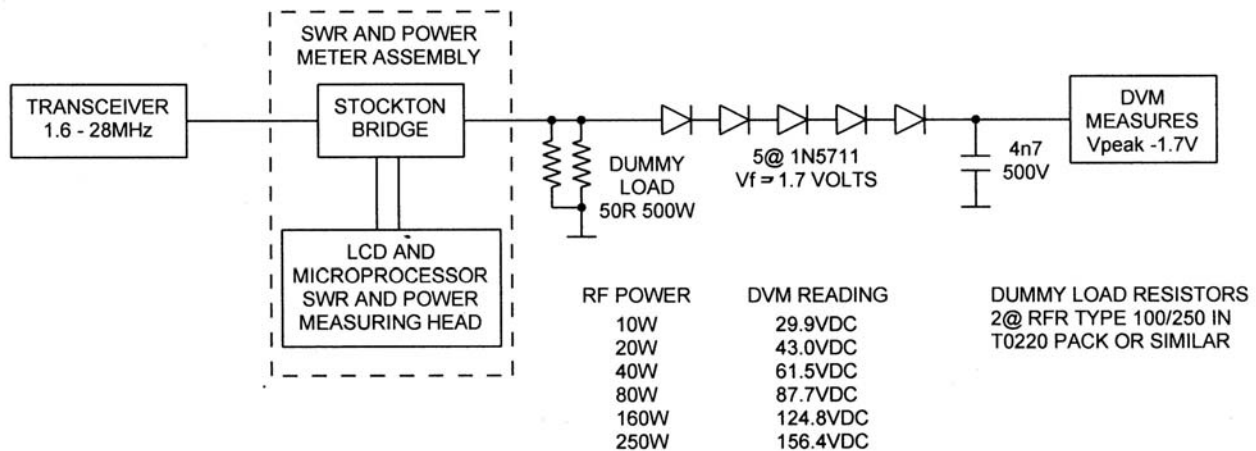 SWR AND POWER
METER ASSEMBLY
TRANSCEIVER
1.6 - 28MHz
STOCKTON
BRIDGE
LCD AND
MICROPROCESSOR
SWR AND POWER
MEASURING HEAD
DUMMY
LOAD
50R 500W
5@ 1N5711
Vf = 1.7 VOLTS
4n7
500V
DVM
MEASURES
Vpeak -1.7V
RF POWER DVM READING
10W 29.9VDC
20W 43.0VDC
40W 61.5VDC
80W 87.7VDC
160W 124.8VDC
250W 156.4VDC
DUMMY LOAD RESISTORS
2@ RFR TYPE 100/250 IN
T0220 PACK OR SIMILAR